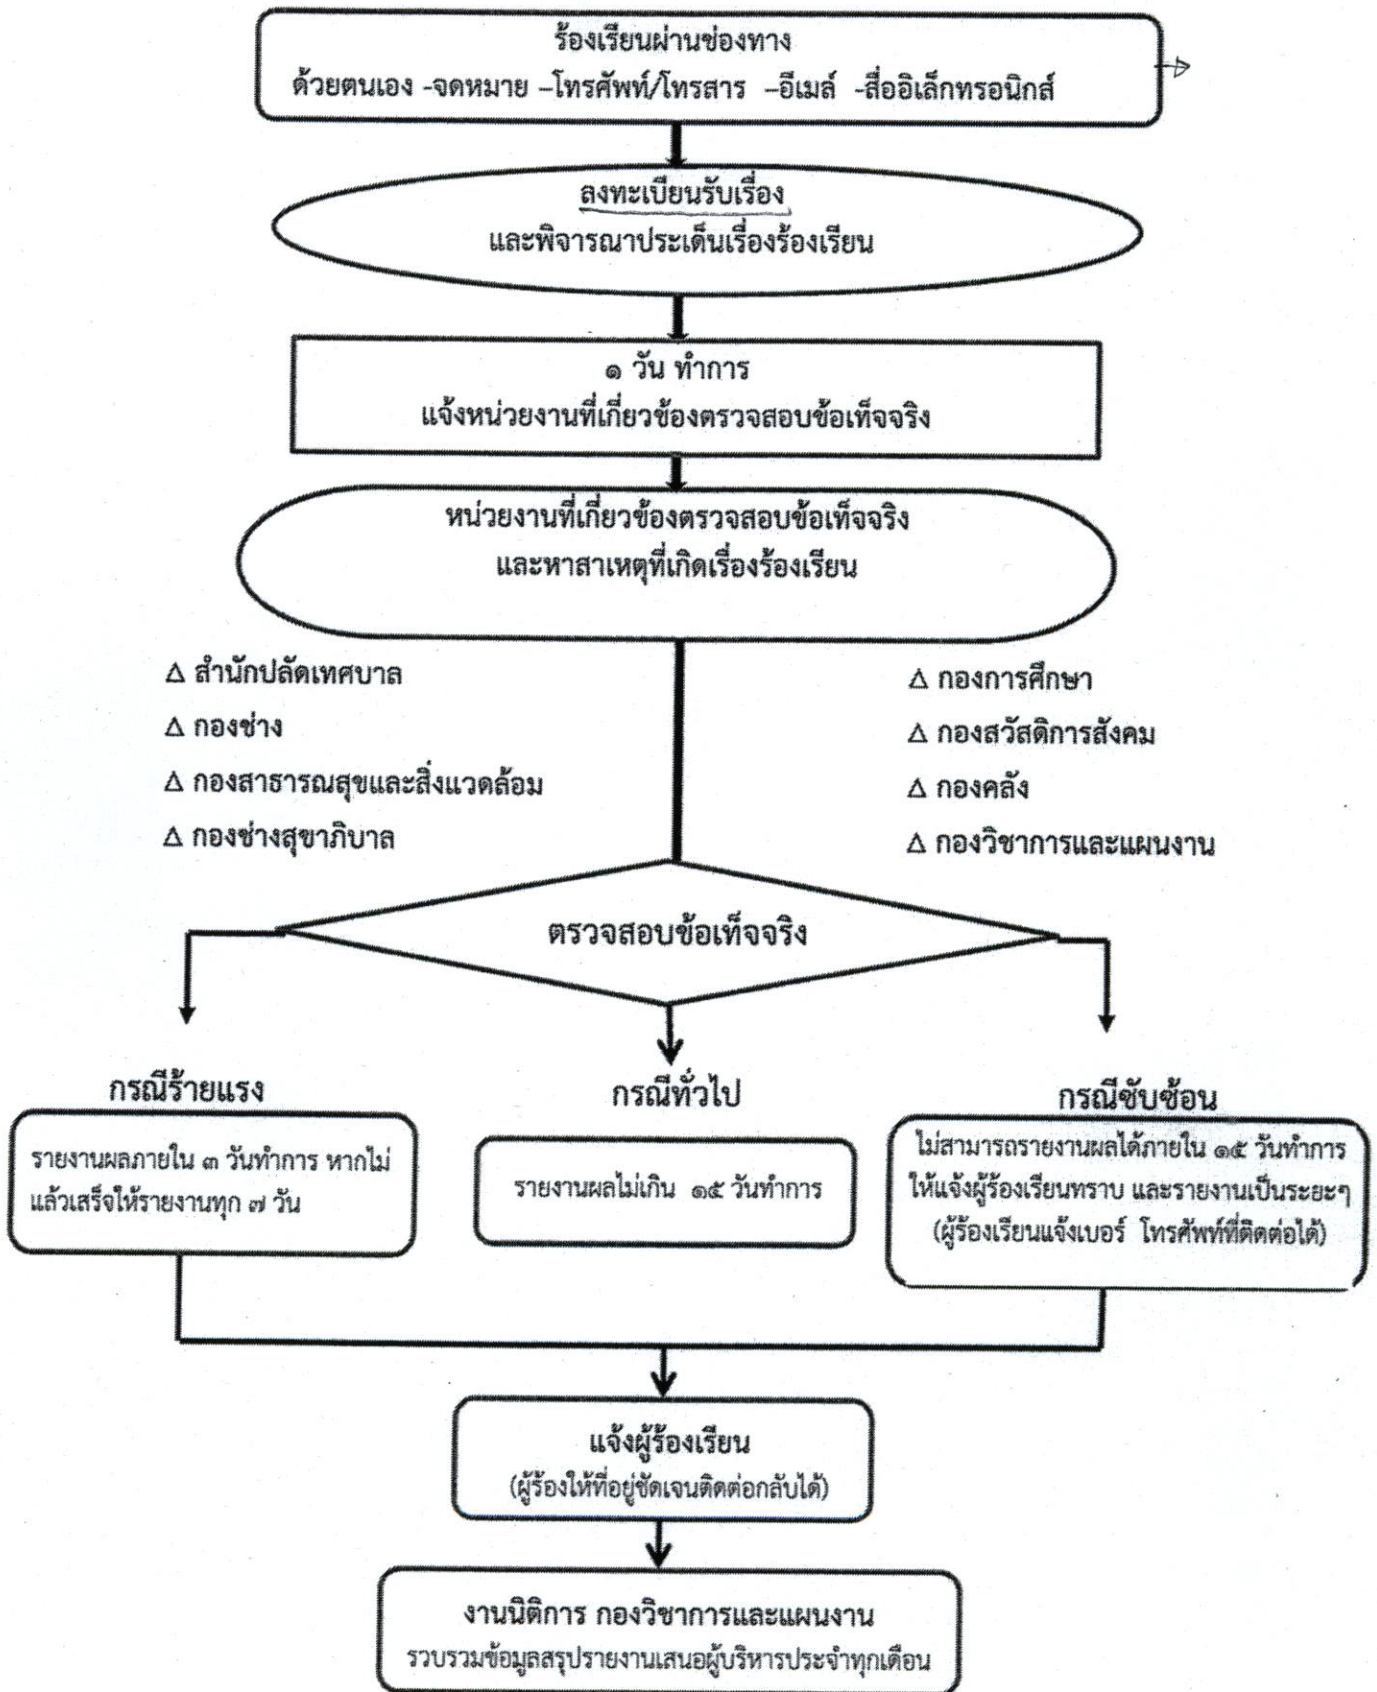 ร้องเรียนผ่านช่องทาง
ด้วยตนเอง -จดหมาย –โทรศัพท์/โทรสาร –อีเมล์ -สื่ออิเล็กทรอนิกส์
ลงทะเบียนรับเรื่อง
และพิจารณาประเด็นเรื่องร้องเรียน
๑ วัน ทำการ
แจ้งหน่วยงานที่เกี่ยวข้องตรวจสอบข้อเท็จจริง
หน่วยงานที่เกี่ยวข้องตรวจสอบข้อเท็จจริง
และหาสาเหตุที่เกิดเรื่องร้องเรียน
Δ สำนักปลัดเทศบาล
Δ กองช่าง
Δ กองสาธารณสุขและสิ่งแวดล้อม
Δ กองช่างสุขาภิบาล
Δ กองการศึกษา
Δ กองสวัสดิการสังคม
Δ กองคลัง
Δ กองวิชาการและแผนงาน
ตรวจสอบข้อเท็จจริง
กรณีร้ายแรง
รายงานผลภายใน ๓ วันทำการ หากไม่
แล้วเสร็จให้รายงานทุก ๗ วัน
กรณีทั่วไป
รายงานผลไม่เกิน ๑๕ วันทำการ
กรณีซับซ้อน
ไม่สามารถรายงานผลได้ภายใน ๑๕ วันทำการ
ให้แจ้งผู้ร้องเรียนทราบ และรายงานเป็นระยะๆ
(ผู้ร้องเรียนแจ้งเบอร์ โทรศัพท์ที่ติดต่อได้)
แจ้งผู้ร้องเรียน
(ผู้ร้องให้ที่อยู่ชัดเจนติดต่อกลับได้)
งานนิติการ กองวิชาการและแผนงาน
รวบรวมข้อมูลสรุปรายงานเสนอผู้บริหารประจำทุกเดือน